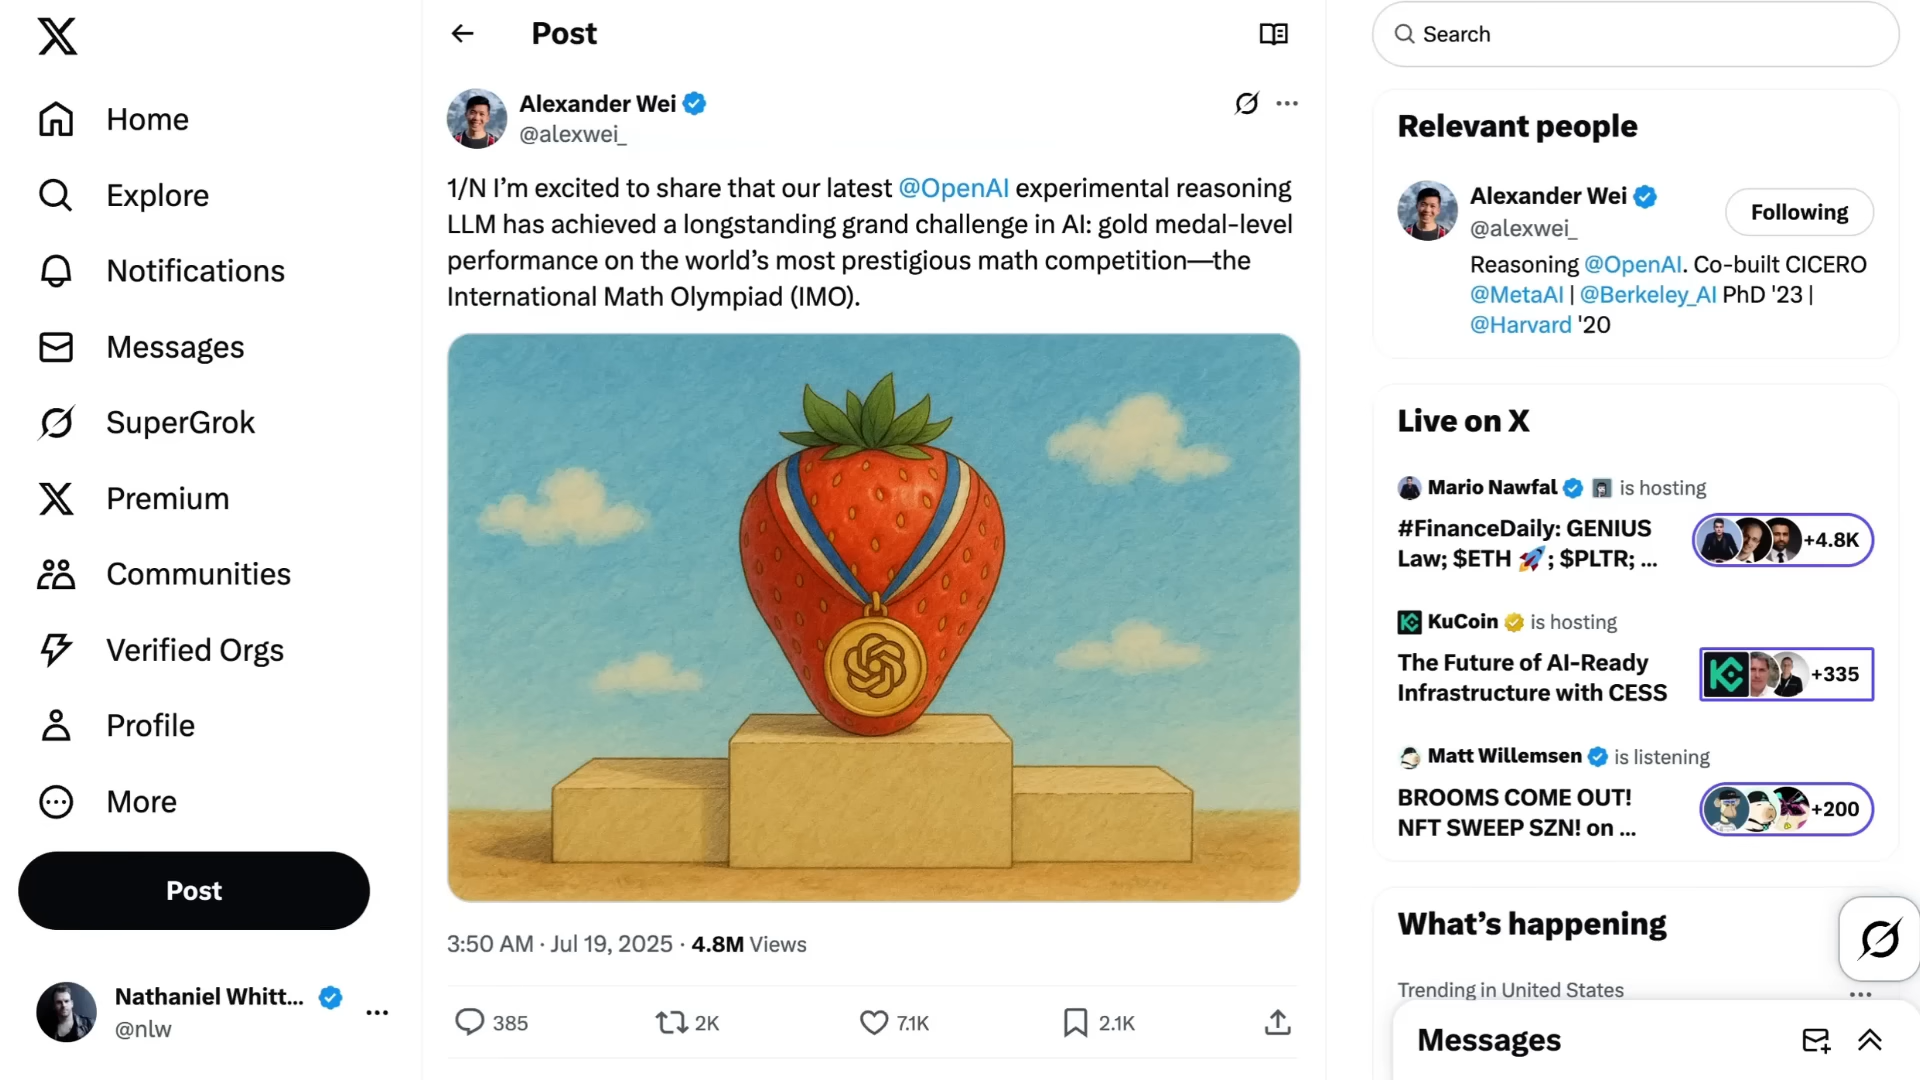 Home
Explore
Notifications
Messages
SuperGrok
Premium
Communities
Verified Orgs
Profile
More
Post
Nathaniel Whitt...
@nlw
Post
Alexander Wei
@alexwei_
1/N I’m excited to share that our latest @OpenAI experimental reasoning
LLM has achieved a longstanding grand challenge in AI: gold medal-level
performance on the world’s most prestigious math competition—the
International Math Olympiad (IMO).
3:50 AM · Jul 19, 2025 · 4.8M Views
385
2K
7.1K
2.1K
Search
Relevant people
Alexander Wei
@alexwei_
Following
Reasoning @OpenAI. Co-built CICERO
@MetaAI | @Berkeley_AI PhD '23 |
@Harvard '20
Live on X
Mario Nawfal is hosting
#FinanceDaily: GENIUS
Law; $ETH 🚀; $PLTR; ...
+4.8K
KuCoin is hosting
The Future of AI-Ready
Infrastructure with CESS
+335
Matt Willemsen is listening
BROOMS COME OUT!
NFT SWEEP SZN! on ...
+200
What’s happening
Trending in United States
Messages